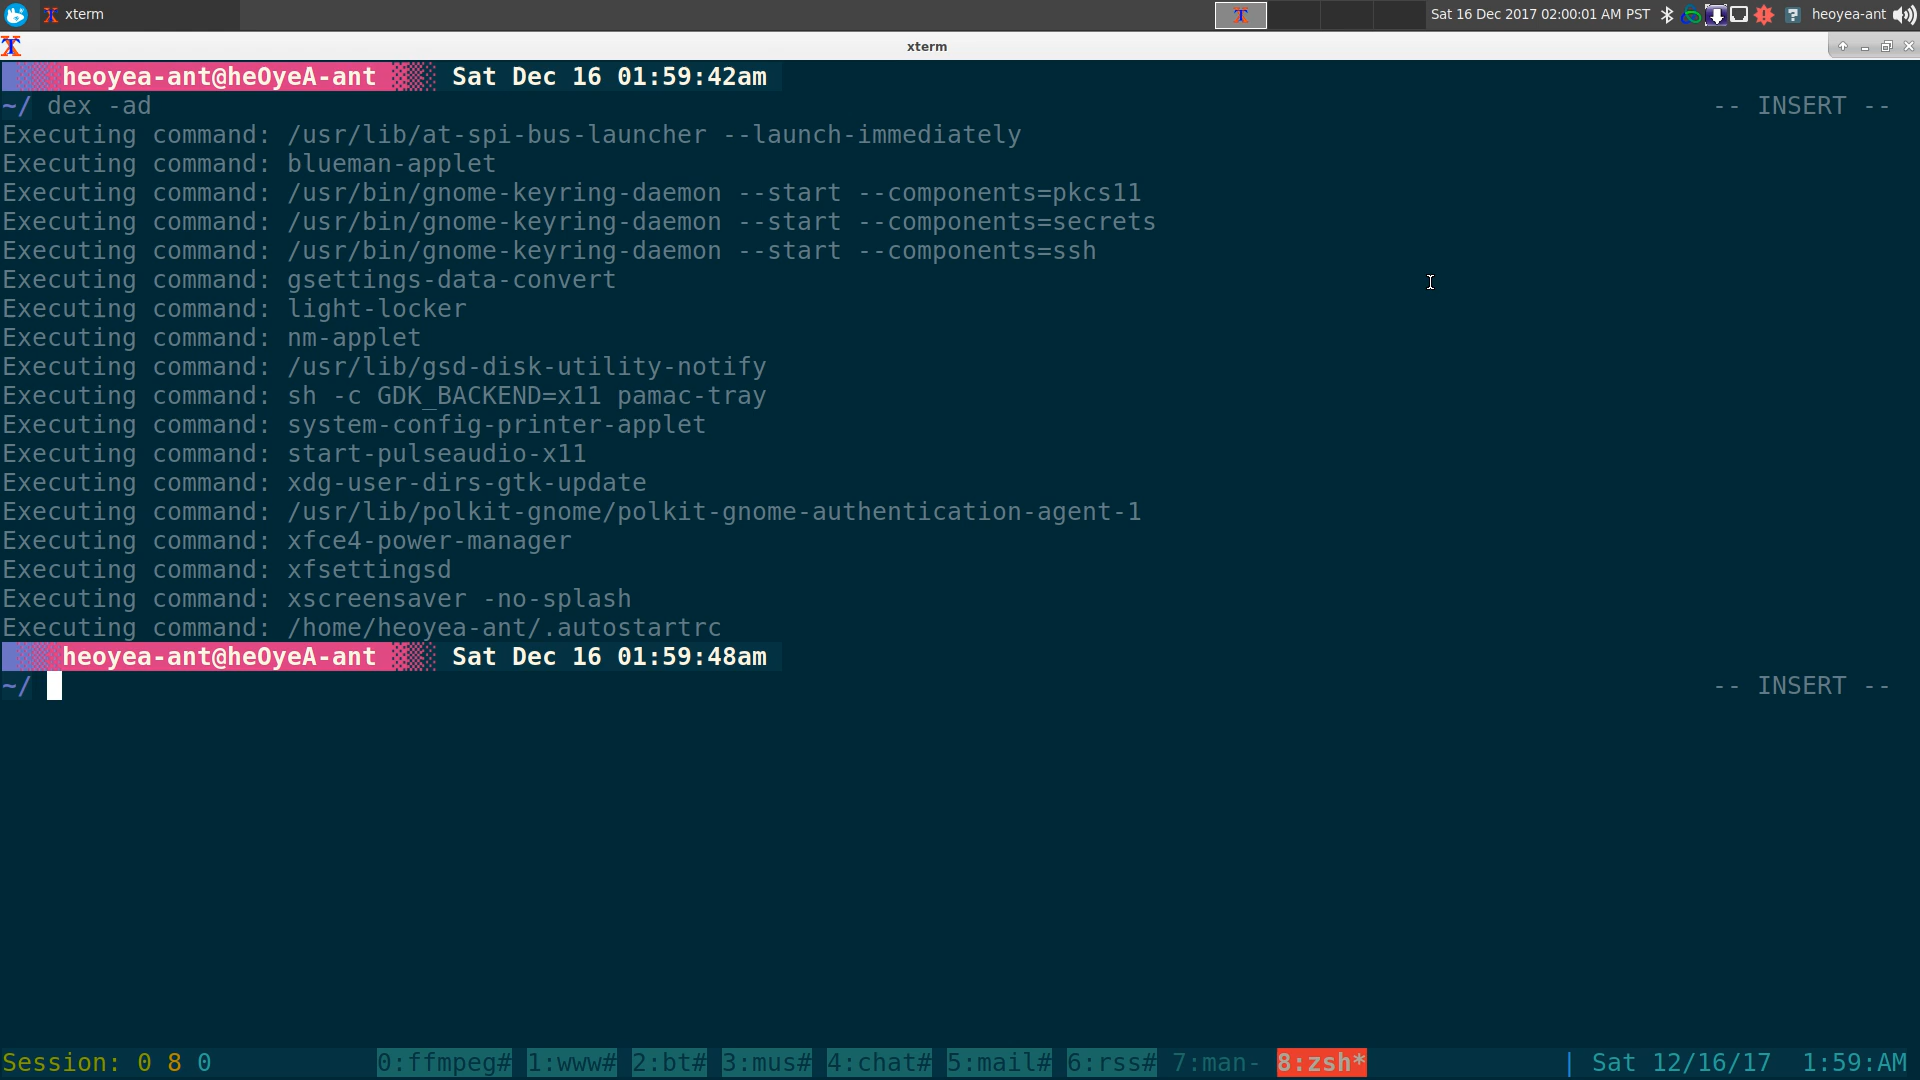 xterm
Sat 16 Dec 2017 02:00:01 AM PST
heoyea-ant
xterm
heoyea-ant@heOyeA-ant Sat Dec 16 01:59:42am
~/ dex -ad -- INSERT --
Executing command: /usr/lib/at-spi-bus-launcher --launch-immediately
Executing command: blueman-applet
Executing command: /usr/bin/gnome-keyring-daemon --start --components=pkcs11
Executing command: /usr/bin/gnome-keyring-daemon --start --components=secrets
Executing command: /usr/bin/gnome-keyring-daemon --start --components=ssh
Executing command: gsettings-data-convert
Executing command: light-locker
Executing command: nm-applet
Executing command: /usr/lib/gsd-disk-utility-notify
Executing command: sh -c GDK_BACKEND=x11 pamac-tray
Executing command: system-config-printer-applet
Executing command: start-pulseaudio-x11
Executing command: xdg-user-dirs-gtk-update
Executing command: /usr/lib/polkit-gnome/polkit-gnome-authentication-agent-1
Executing command: xfce4-power-manager
Executing command: xfsettingsd
Executing command: xscreensaver -no-splash
Executing command: /home/heoyea-ant/.autostartrc
heoyea-ant@heOyeA-ant Sat Dec 16 01:59:48am
~/ -- INSERT --
Session: 0 8 0 0:ffmpeg# 1:www# 2:bt# 3:mus# 4:chat# 5:mail# 6:rss# 7:man- 8:zsh* | Sat 12/16/17 1:59:AM